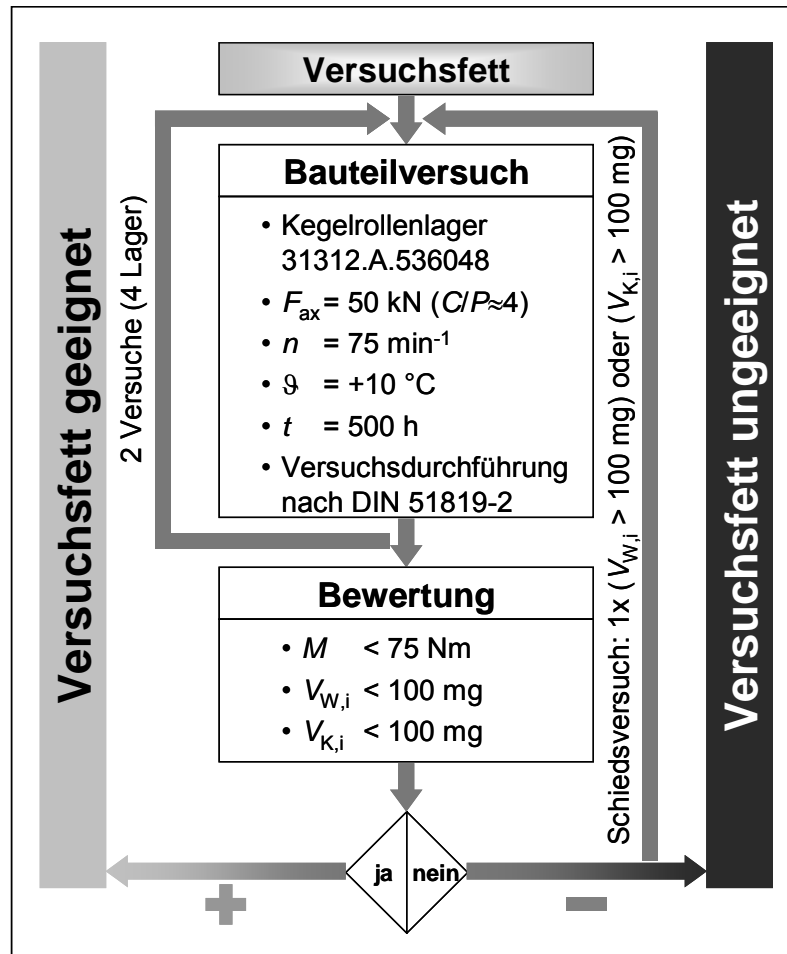 Versuchsfett
Bauteilversuch
• Kegelrollenlager
31312.A.536048
• Fax = 50 kN (C/P≈4)
• n = 75 min-1
• ϑ = +10 °C
• t = 500 h
• Versuchsdurchführung
nach DIN 51819-2
Bewertung
• M < 75 Nm
• VW,i < 100 mg
• VK,i < 100 mg
ja
nein
+
−
Versuchsfett geeignet
2 Versuche (4 Lager)
Schiedsversuch: 1x (VW,i > 100 mg) oder (VK,i > 100 mg)
Versuchsfett ungeeignet